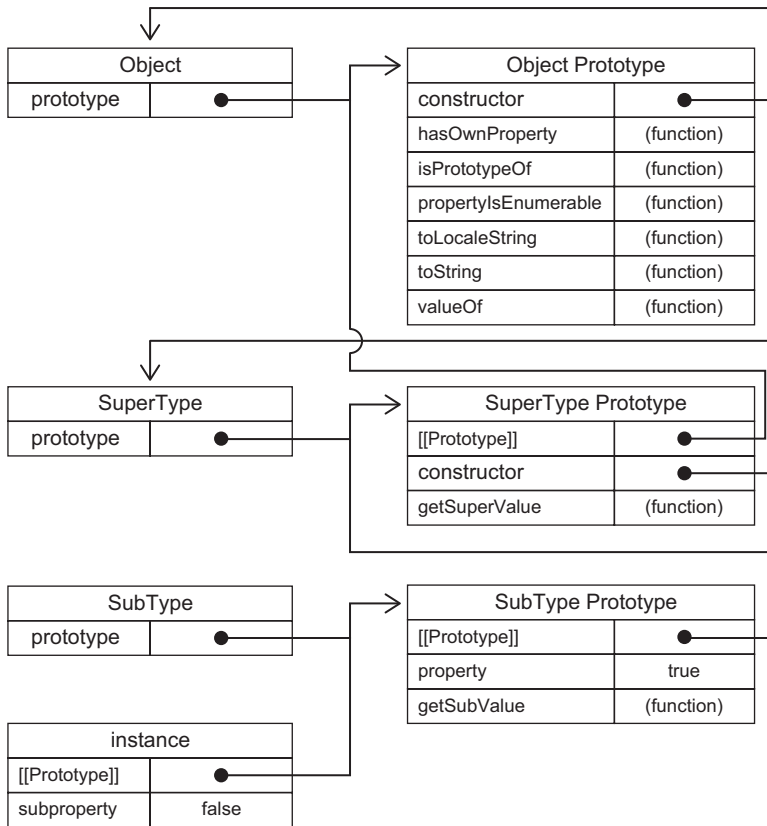 Object
prototype
Object Prototype
constructor
hasOwnProperty (function)
isPrototypeOf (function)
propertyIsEnumerable (function)
toLocaleString (function)
toString (function)
valueOf (function)
SuperType
prototype
SuperType Prototype
[[Prototype]]
constructor
getSuperValue (function)
SubType
prototype
SubType Prototype
[[Prototype]]
property true
getSubValue (function)
instance
[[Prototype]]
subproperty false